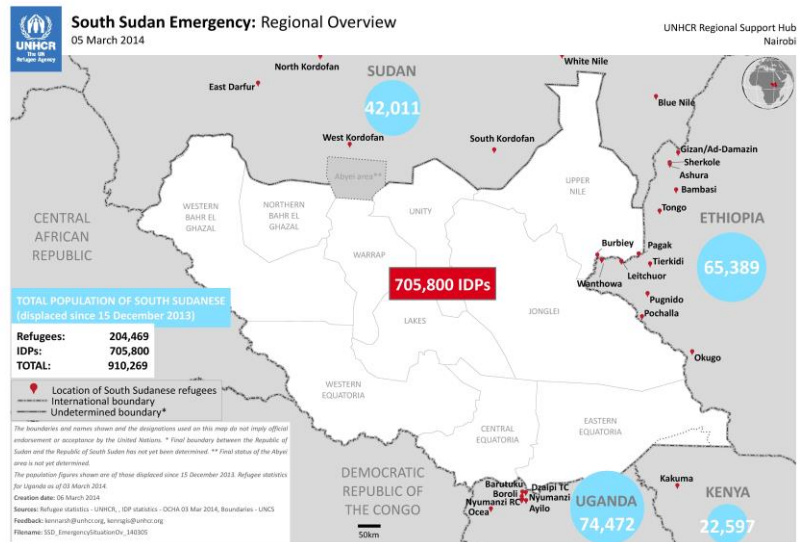 UNHCR
The UN
Refugee Agency
South Sudan Emergency: Regional Overview
05 March 2014
UNHCR Regional Support Hub
Nairobi
North Kordofan
White Nile
East Darfur
SUDAN
42,011
Blue Nile
West Kordofan
South Kordofan
Gizan/Ad-Damazin
Sherkole
Ashura
Abyei area**
UPPER
NILE
Bambasi
Tongo
ETHIOPIA
65,389
CENTRAL
AFRICAN
REPUBLIC
WESTERN
BAHR EL
GHAZAL
NORTHERN
BAHR EL
GHAZAL
UNITY
WARRAP
Burbiey
Pagak
Tierkidi
Leitchuor
Wanthowa
705,800 IDPs
Pugnido
Pochalla
JONGLEI
LAKES
Okugo
TOTAL POPULATION OF SOUTH SUDANESE
(displaced since 15 December 2013)
Refugees: 204,469
IDPs: 705,800
TOTAL: 910,269
Location of South Sudanese refugees
International boundary
Undetermined boundary*
WESTERN
EQUATORIA
CENTRAL
EQUATORIA
EASTERN
EQUATORIA
The boundaries and names shown and the designations used on this map do not imply official
endorsement or acceptance by the United Nations. * Final boundary between the Republic of
Sudan and the Republic of South Sudan has not yet been determined. ** Final status of the Abyei
area is not yet determined.
The population figures shown are of those displaced since 15 December 2013. Refugee statistics
for Uganda as of 03 March 2014.
Creation date: 06 March 2014
Sources: Refugee statistics - UNHCR, , IDP statistics - OCHA 03 Mar 2014, Boundaries - UNCS
Feedback: kennarsh@unhcr.org, kenrsgis@unhcr.org
Filename: SSD_EmergencySituationOv_140305
DEMOCRATIC
REPUBLIC OF
THE CONGO
50km
Barutuku
Boroli
Nyumanzi RC
Ocea
Dzaipi TC
Nyumanzi
Ayilo
UGANDA
74,472
Kakuma
KENYA
22,597